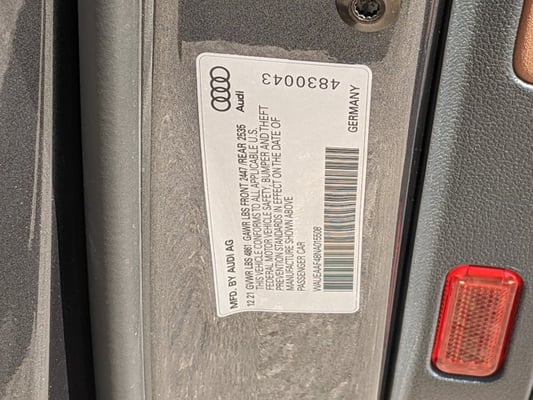 MFD. BY AUDI AG
Audi
12.21 GVWR LBS 4861 GAWR LBS FRONT 2447 /REAR 2535
THIS VEHICLE CONFORMS TO ALL APPLICABLE U.S.
FEDERAL MOTOR VEHICLE SAFETY, BUMPER AND THEFT
PREVENTION STANDARDS IN EFFECT ON THE DATE OF
MANUFACTURE SHOWN ABOVE
PASSENGER CAR
4830043
WAUEAAF48NA015508
GERMANY